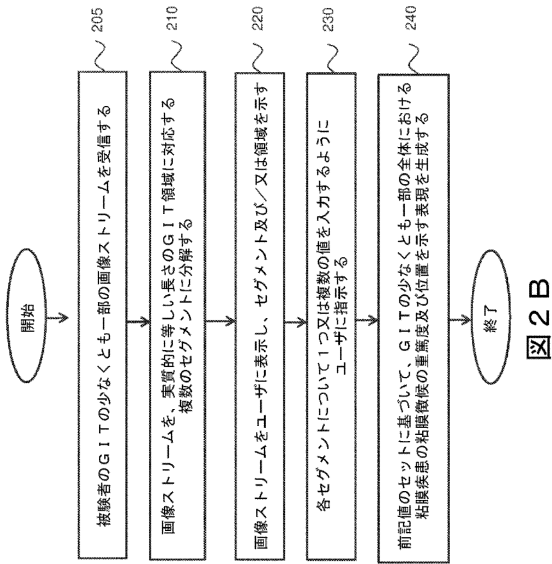 開始
205
被験者のＧＩＴの少なくとも一部の画像ストリームを受信する
210
画像ストリームを、実質的に等しい長さのＧＩＴ領域に対応する
複数のセグメントに分解する
220
画像ストリームをユーザに表示し、セグメント及び／又は領域を示す
230
各セグメントについて１つ又は複数の値を入力するように
ユーザに指示する
240
前記値のセットに基づいて、ＧＩＴの少なくとも一部の全体における
粘膜疾患の粘膜徴候の重篤度及び位置を示す表現を生成する
終了
図２Ｂ